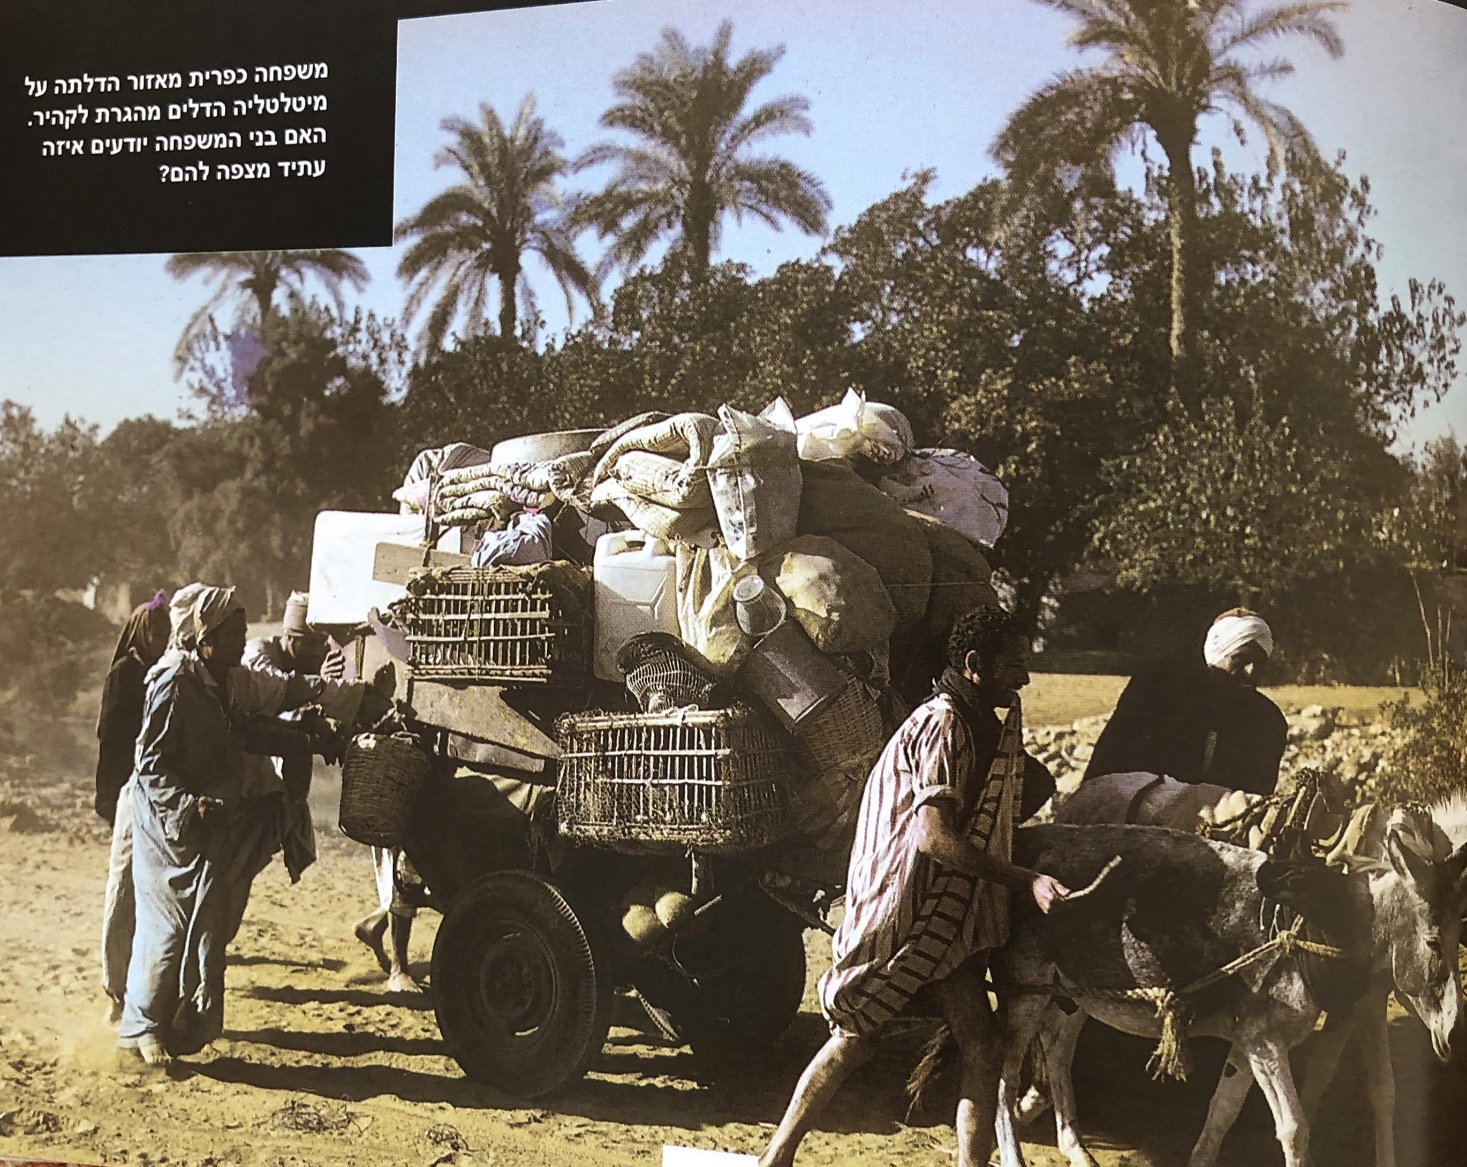 משפחה כפרית מאזור הדלתה על
מיטלטליה הדלים מהגרת לקהיר.
האם בני המשפחה יודעים איזה
עתיד מצפה להם?